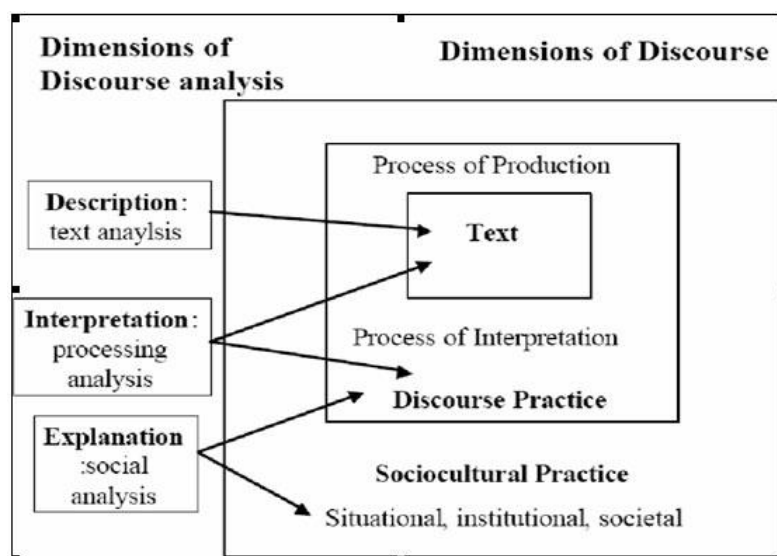 Dimensions of
Discourse analysis
Dimensions of Discourse
Process of Production
Description:
text anaylsis
Text
Interpretation:
processing
analysis
Process of Interpretation
Discourse Practice
Explanation
:social
analysis
Sociocultural Practice
Situational, institutional, societal